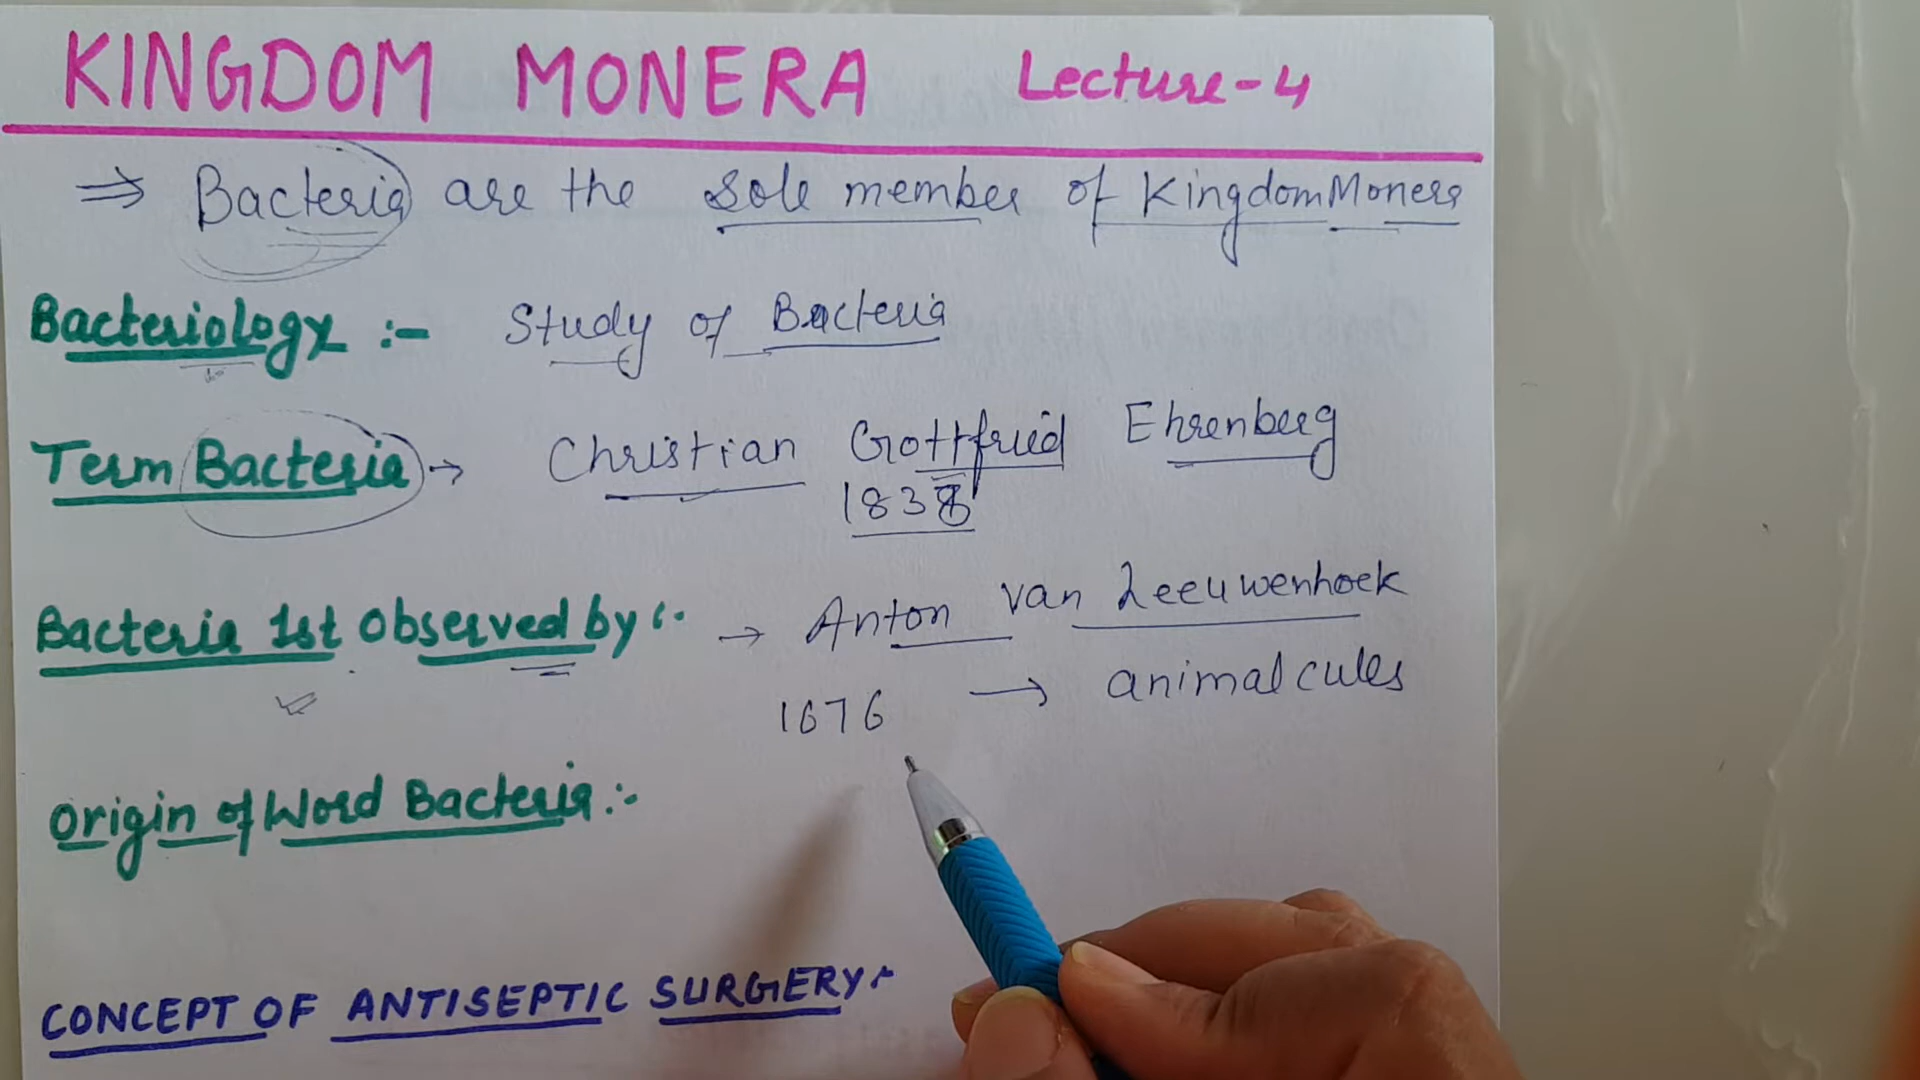 KINGDOM MONERA Lecture-4
⇒ Bacteria are the sole member of Kingdom Monera
Bacteriology :- Study of Bacteria
Term Bacteria → Christian Gottfried Ehrenberg
1838
Bacteria 1st Observed by :- → Anton van Leeuwenhoek
1676 → animalcules
Origin of Word Bacteria :-
CONCEPT OF ANTISEPTIC SURGERY :-